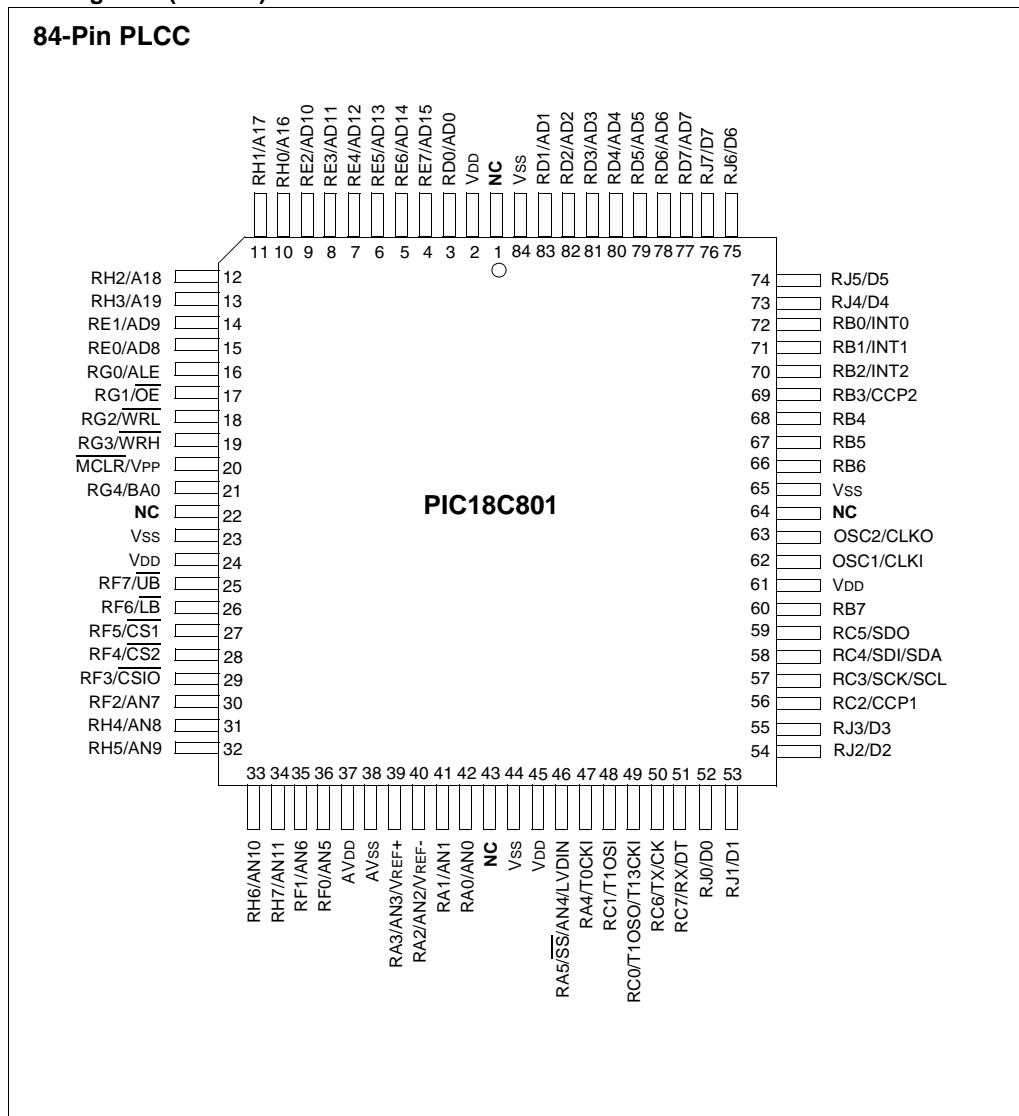 84-Pin PLCC
RH1/A17
RH0/A16
RE2/AD10
RE3/AD11
RE4/AD12
RE5/AD13
RE6/AD14
RE7/AD15
RD0/AD0
VDD
NC
VSS
RD1/AD1
RD2/AD2
RD3/AD3
RD4/AD4
RD5/AD5
RD6/AD6
RD7/AD7
RJ7/D7
RJ6/D6
11 10 9 8 7 6 5 4 3 2 1 84 83 82 81 80 79 78 77 76 75
RH2/A18 12
RH3/A19 13
RE1/AD9 14
RE0/AD8 15
RG0/ALE 16
RG1/OE 17
RG2/WRL 18
RG3/WRH 19
MCLR/VPP 20
RG4/BA0 21
NC 22
VSS 23
VDD 24
RF7/UB 25
RF6/LB 26
RF5/CS1 27
RF4/CS2 28
RF3/CSIO 29
RF2/AN7 30
RH4/AN8 31
RH5/AN9 32
PIC18C801
74 RJ5/D5
73 RJ4/D4
72 RB0/INT0
71 RB1/INT1
70 RB2/INT2
69 RB3/CCP2
68 RB4
67 RB5
66 RB6
65 VSS
64 NC
63 OSC2/CLKO
62 OSC1/CLKI
61 VDD
60 RB7
59 RC5/SDO
58 RC4/SDI/SDA
57 RC3/SCK/SCL
56 RC2/CCP1
55 RJ3/D3
54 RJ2/D2
33 34 35 36 37 38 39 40 41 42 43 44 45 46 47 48 49 50 51 52 53
RH6/AN10
RH7/AN11
RF1/AN6
RF0/AN5
AVDD
AVSS
RA3/AN3/VREF+
RA2/AN2/VREF-
RA1/AN1
RA0/AN0
NC
VSS
VDD
RA5/SS/AN4/LVDIN
RA4/T0CKI
RC1/T1OSI
RC0/T1OSO/T13CKI
RC6/TX/CK
RC7/RX/DT
RJ0/D0
RJ1/D1